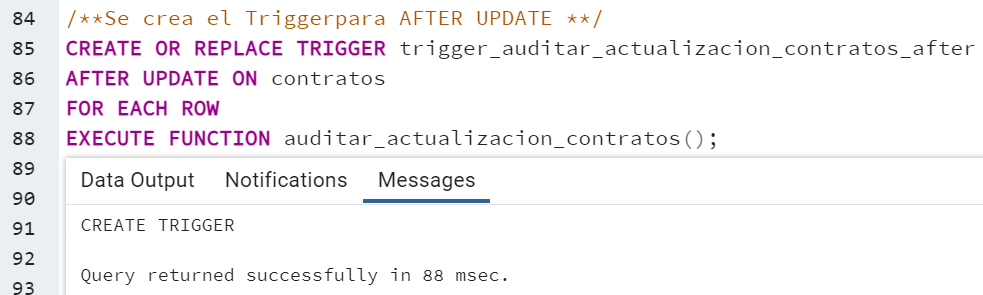 84 /**Se crea el Triggerpara AFTER UPDATE **/
85 CREATE OR REPLACE TRIGGER trigger_auditar_actualizacion_contratos_after
86 AFTER UPDATE ON contratos
87 FOR EACH ROW
88 EXECUTE FUNCTION auditar_actualizacion_contratos();
89
Data Output Notifications Messages
90
91 CREATE TRIGGER
92
Query returned successfully in 88 msec.
93